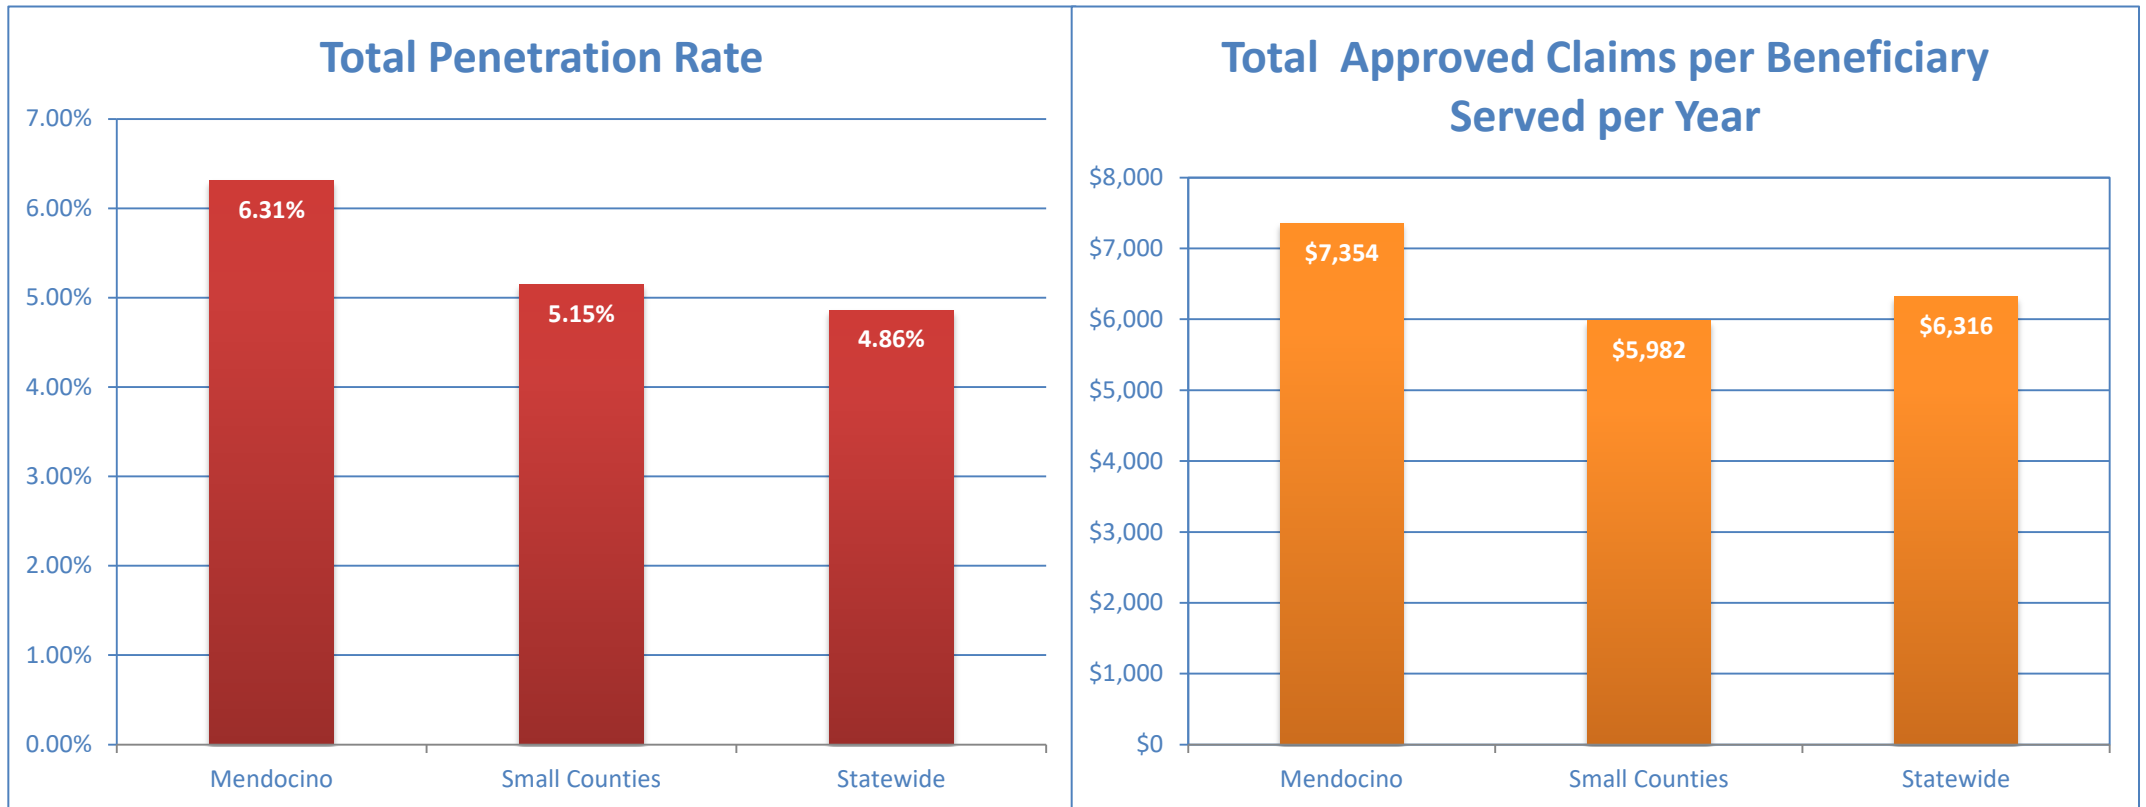 Total Penetration Rate
7.00%
6.00%
5.00%
4.00%
3.00%
2.00%
1.00%
0.00%
6.31%
5.15%
4.86%
Mendocino
Small Counties
Statewide
Total Approved Claims per Beneficiary
Served per Year
$8,000
$7,000
$6,000
$5,000
$4,000
$3,000
$2,000
$1,000
$0
$7,354
$5,982
$6,316
Mendocino
Small Counties
Statewide